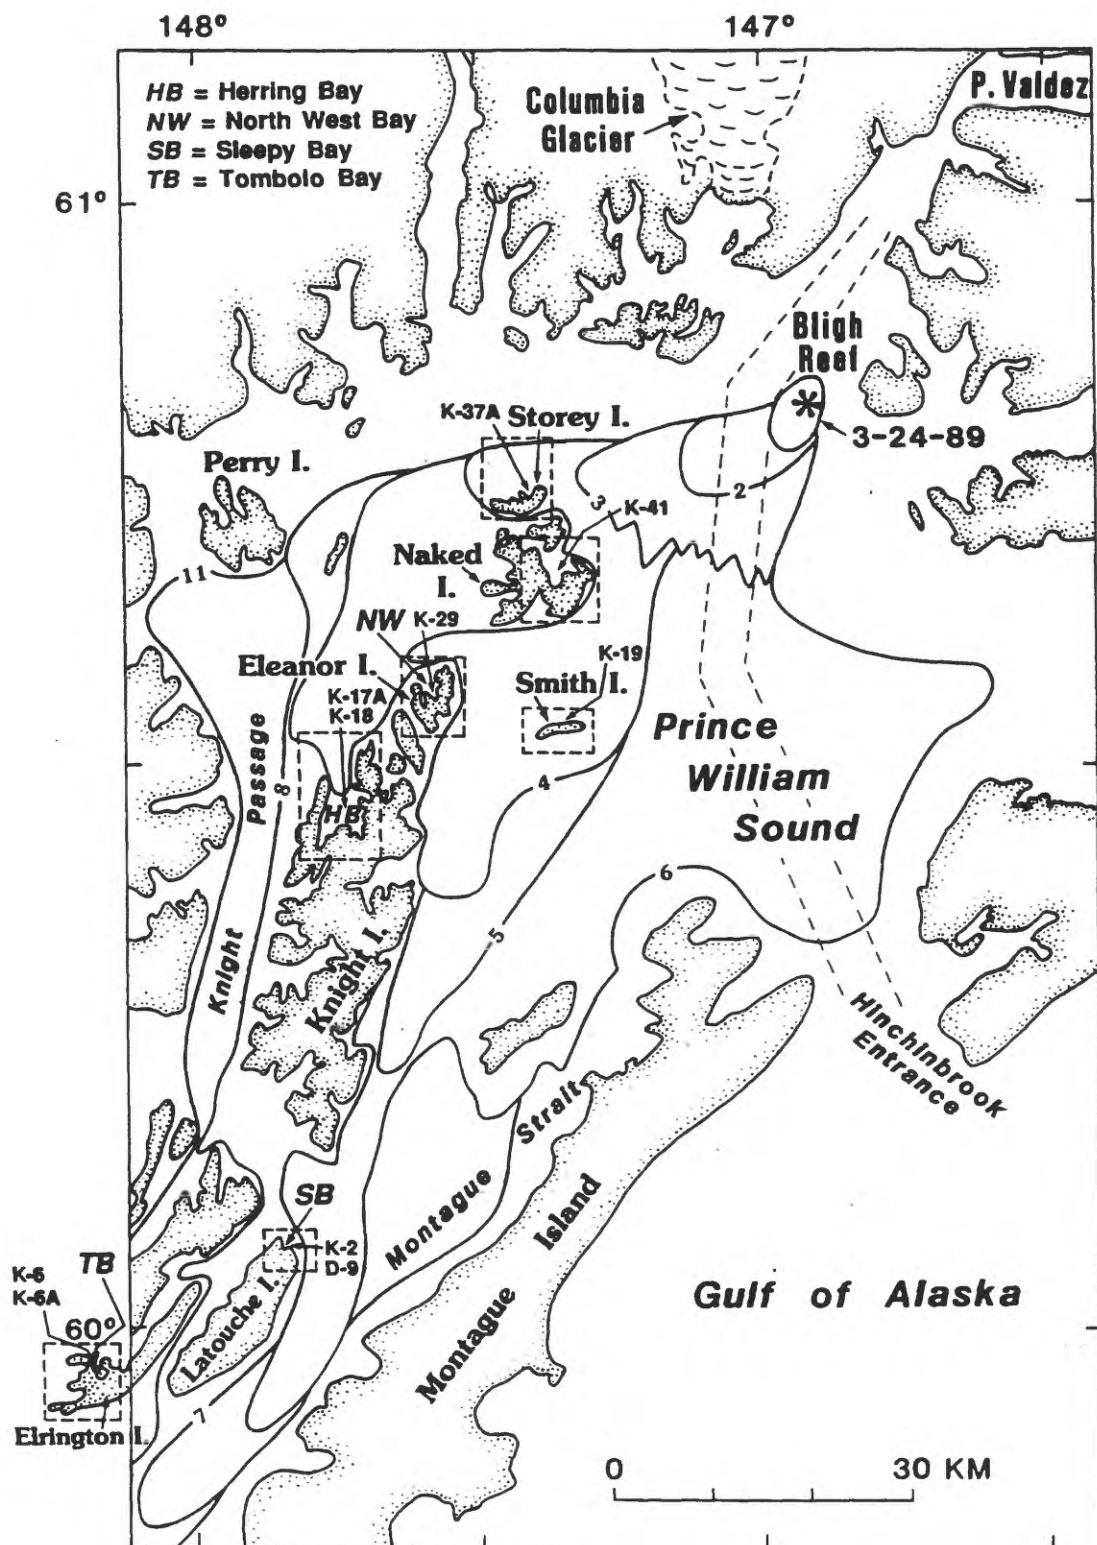 148°
147°
HB = Herring Bay
NW = North West Bay
SB = Sleepy Bay
TB = Tombolo Bay
Columbia
Glacier
P. Valdez
61°
Bligh
Reef
3-24-89
K-37A
Storey I.
Perry I.
2
3
K-41
Naked
I.
11
NW
K-29
Eleanor I.
K-19
Smith I.
K-17A
K-18
Prince
William
Sound
Knight Passage
8
HB
4
6
5
Knight I.
Hinchinbrook
Entrance
Montague Strait
SB
K-2
D-9
TB
K-6
K-6A
60°
Latouche I.
Montague Island
Gulf of Alaska
7
Elrington I.
0
30 KM